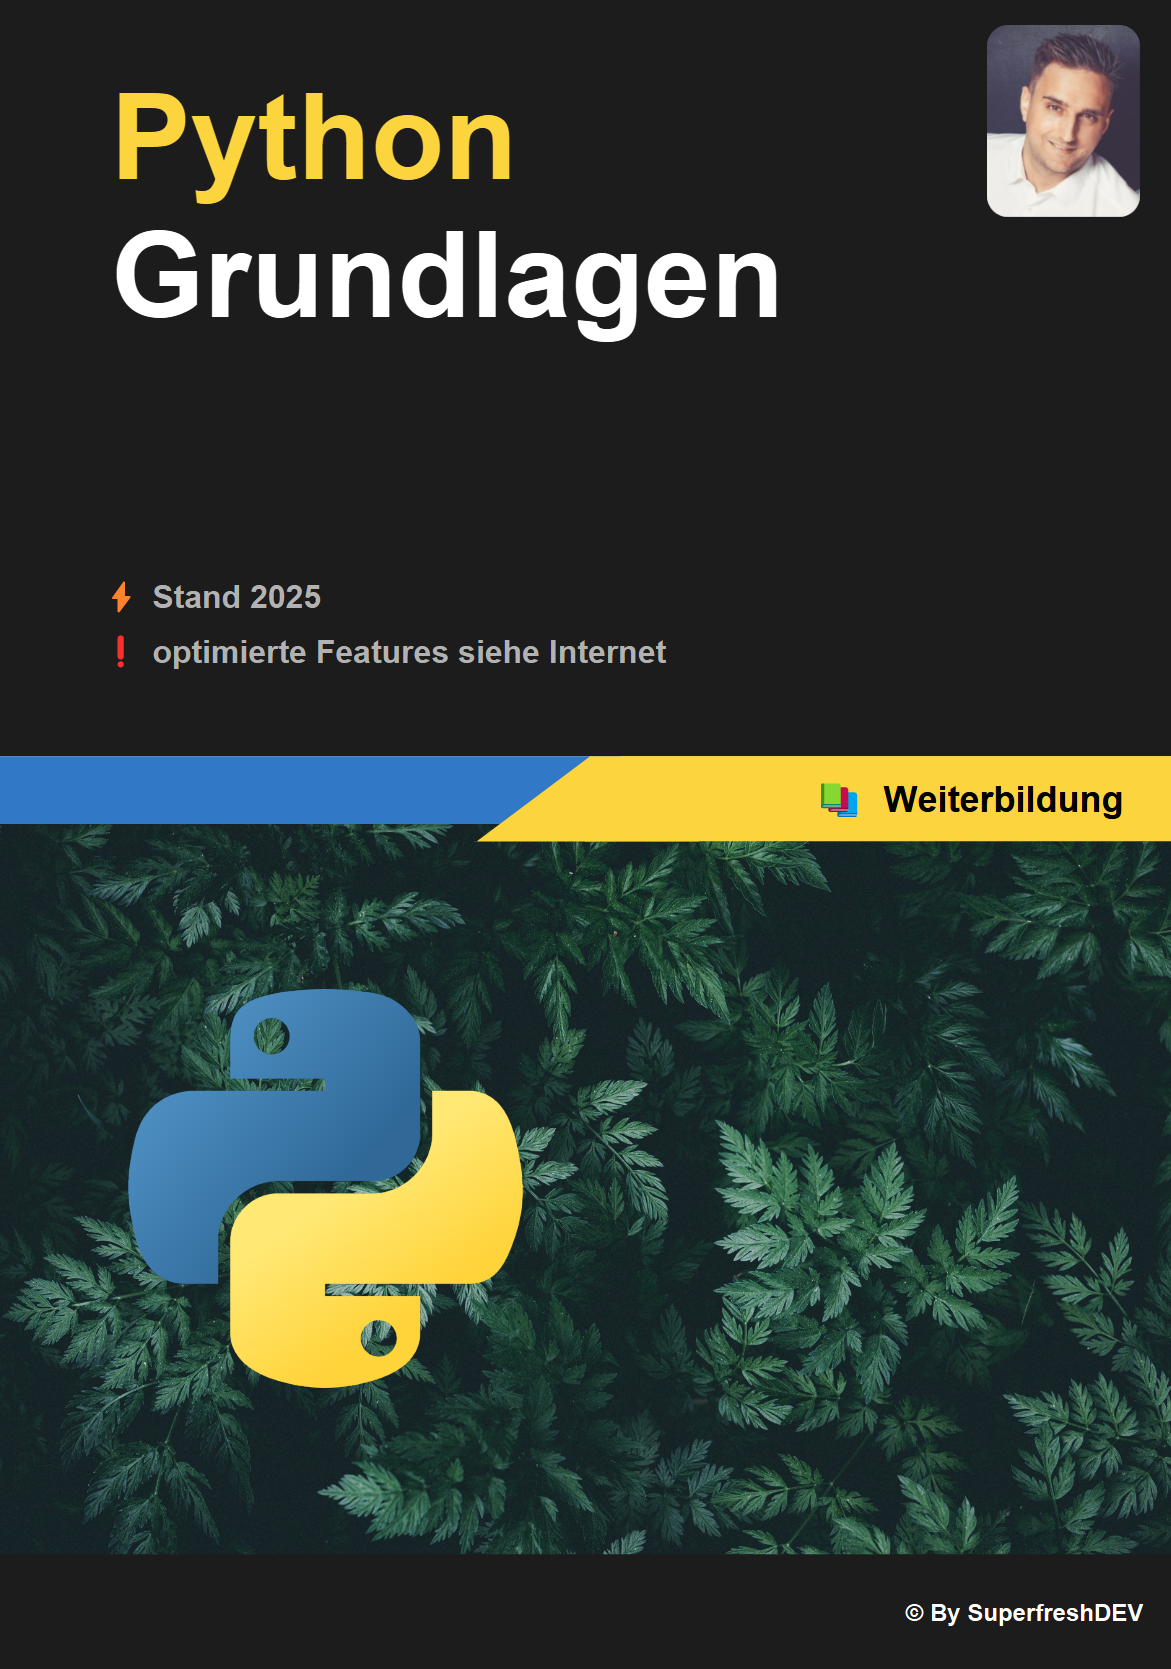 Python
Grundlagen
Stand 2025
optimierte Features siehe Internet
Weiterbildung
© By SuperfreshDEV